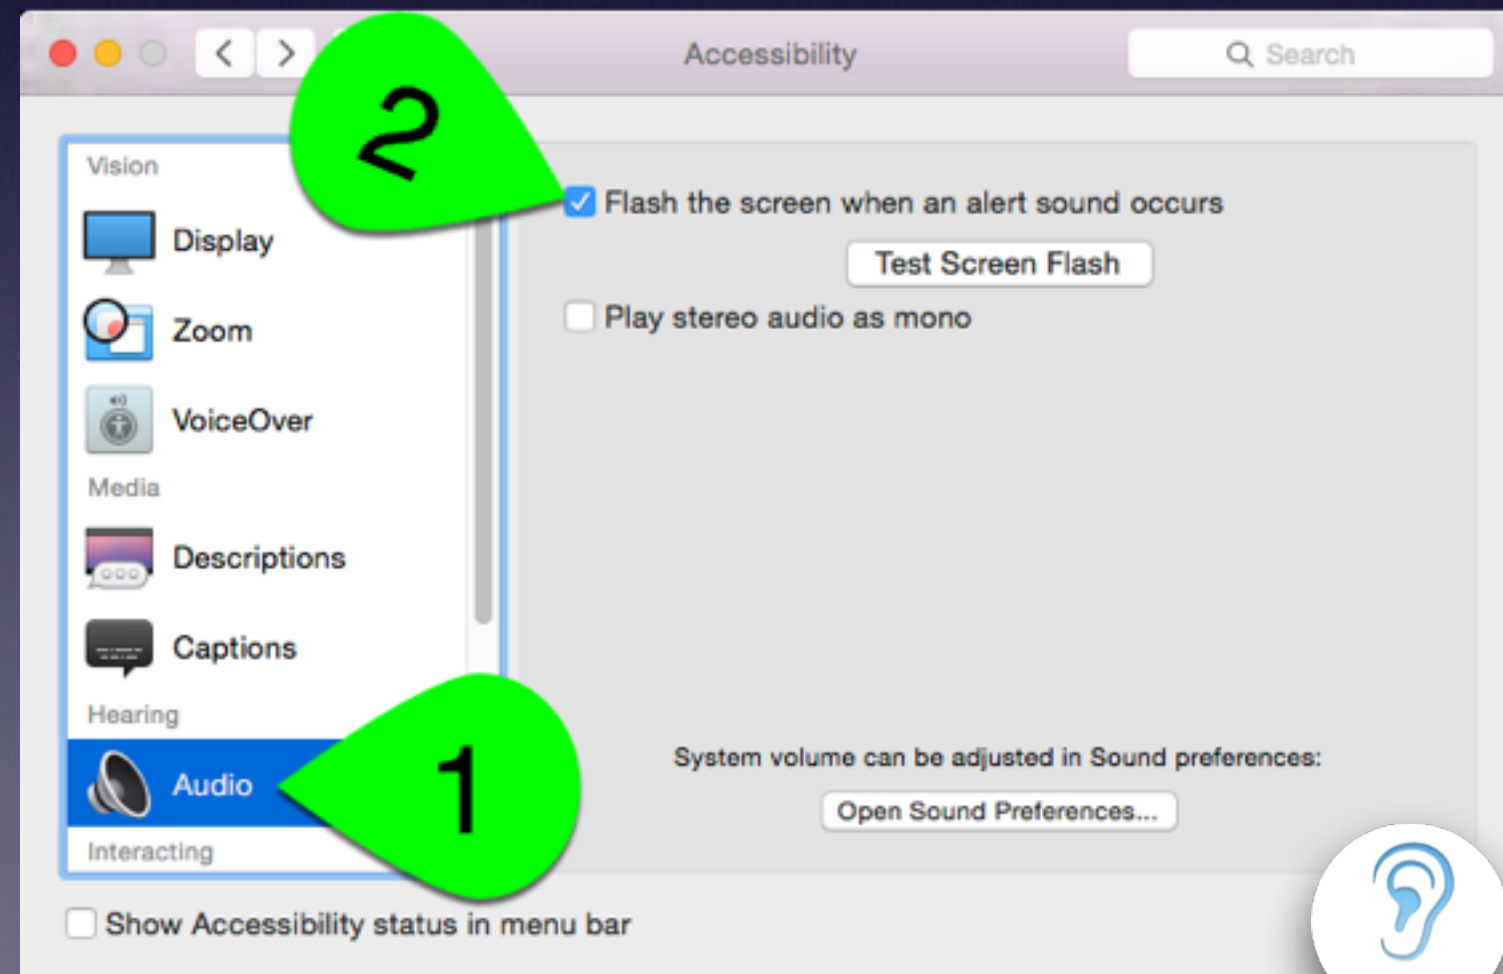 Accessibility
Search
2
Vision
Display
Zoom
VoiceOver
Media
Descriptions
Captions
Hearing
Audio
1
Interacting
Flash the screen when an alert sound occurs
Test Screen Flash
Play stereo audio as mono
System volume can be adjusted in Sound preferences:
Open Sound Preferences...
Show Accessibility status in menu bar